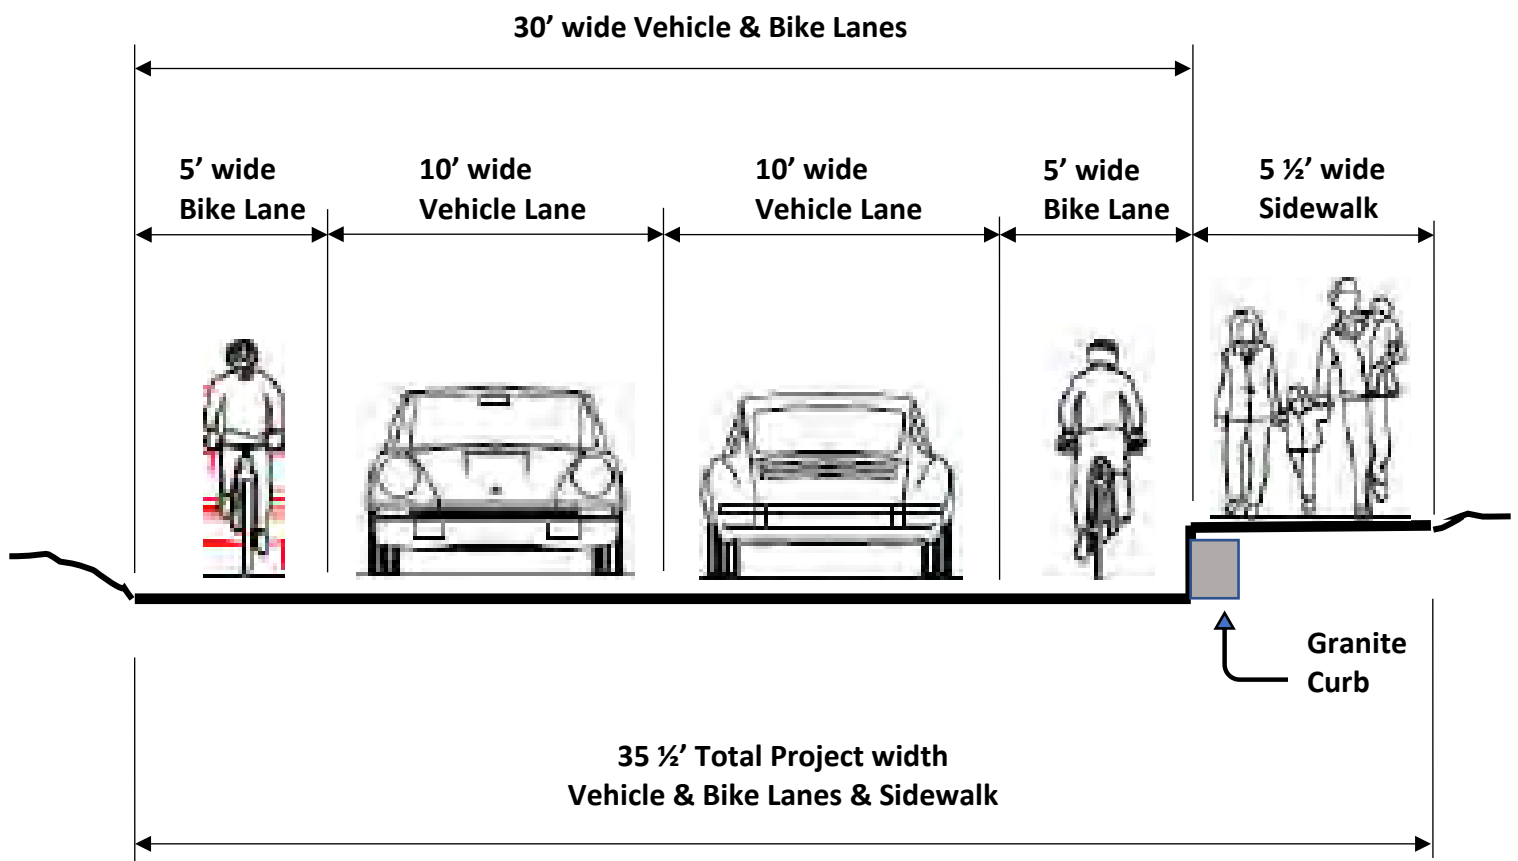 30’ wide Vehicle & Bike Lanes
5’ wide
Bike Lane
10’ wide
Vehicle Lane
10’ wide
Vehicle Lane
5’ wide
Bike Lane
5 ½’ wide
Sidewalk
Granite
Curb
35 ½’ Total Project width
Vehicle & Bike Lanes & Sidewalk